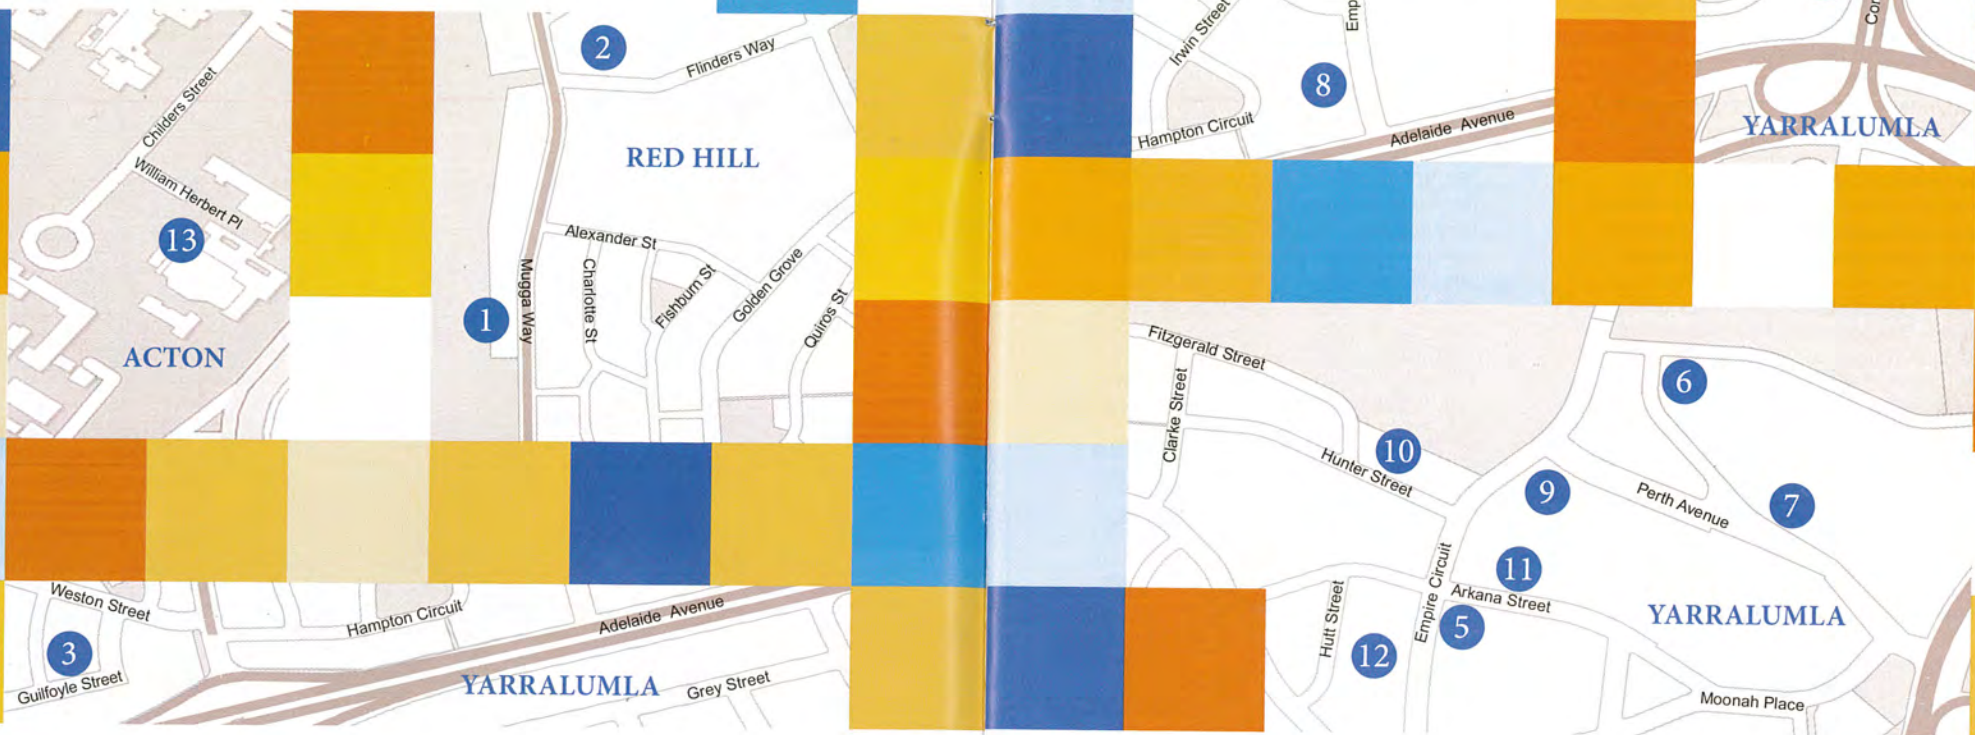 Childers Street
William Herbert Pl
13
ACTON
2
Flinders Way
RED HILL
Alexander St
Mugga Way
Charlotte St
Fishburn St
Golden Grove
Quiros St
1
Irwin Street
Emp
8
Hampton Circuit
Adelaide Avenue
Cor
YARRALUMLA
Weston Street
3
Guilfoyle Street
Hampton Circuit
Adelaide Avenue
YARRALUMLA
Grey Street
Fitzgerald Street
Clarke Street
6
10
Hunter Street
9
Perth Avenue
7
11
Empire Circuit
Arkana Street
Hutt Street
5
12
YARRALUMLA
Moonah Place